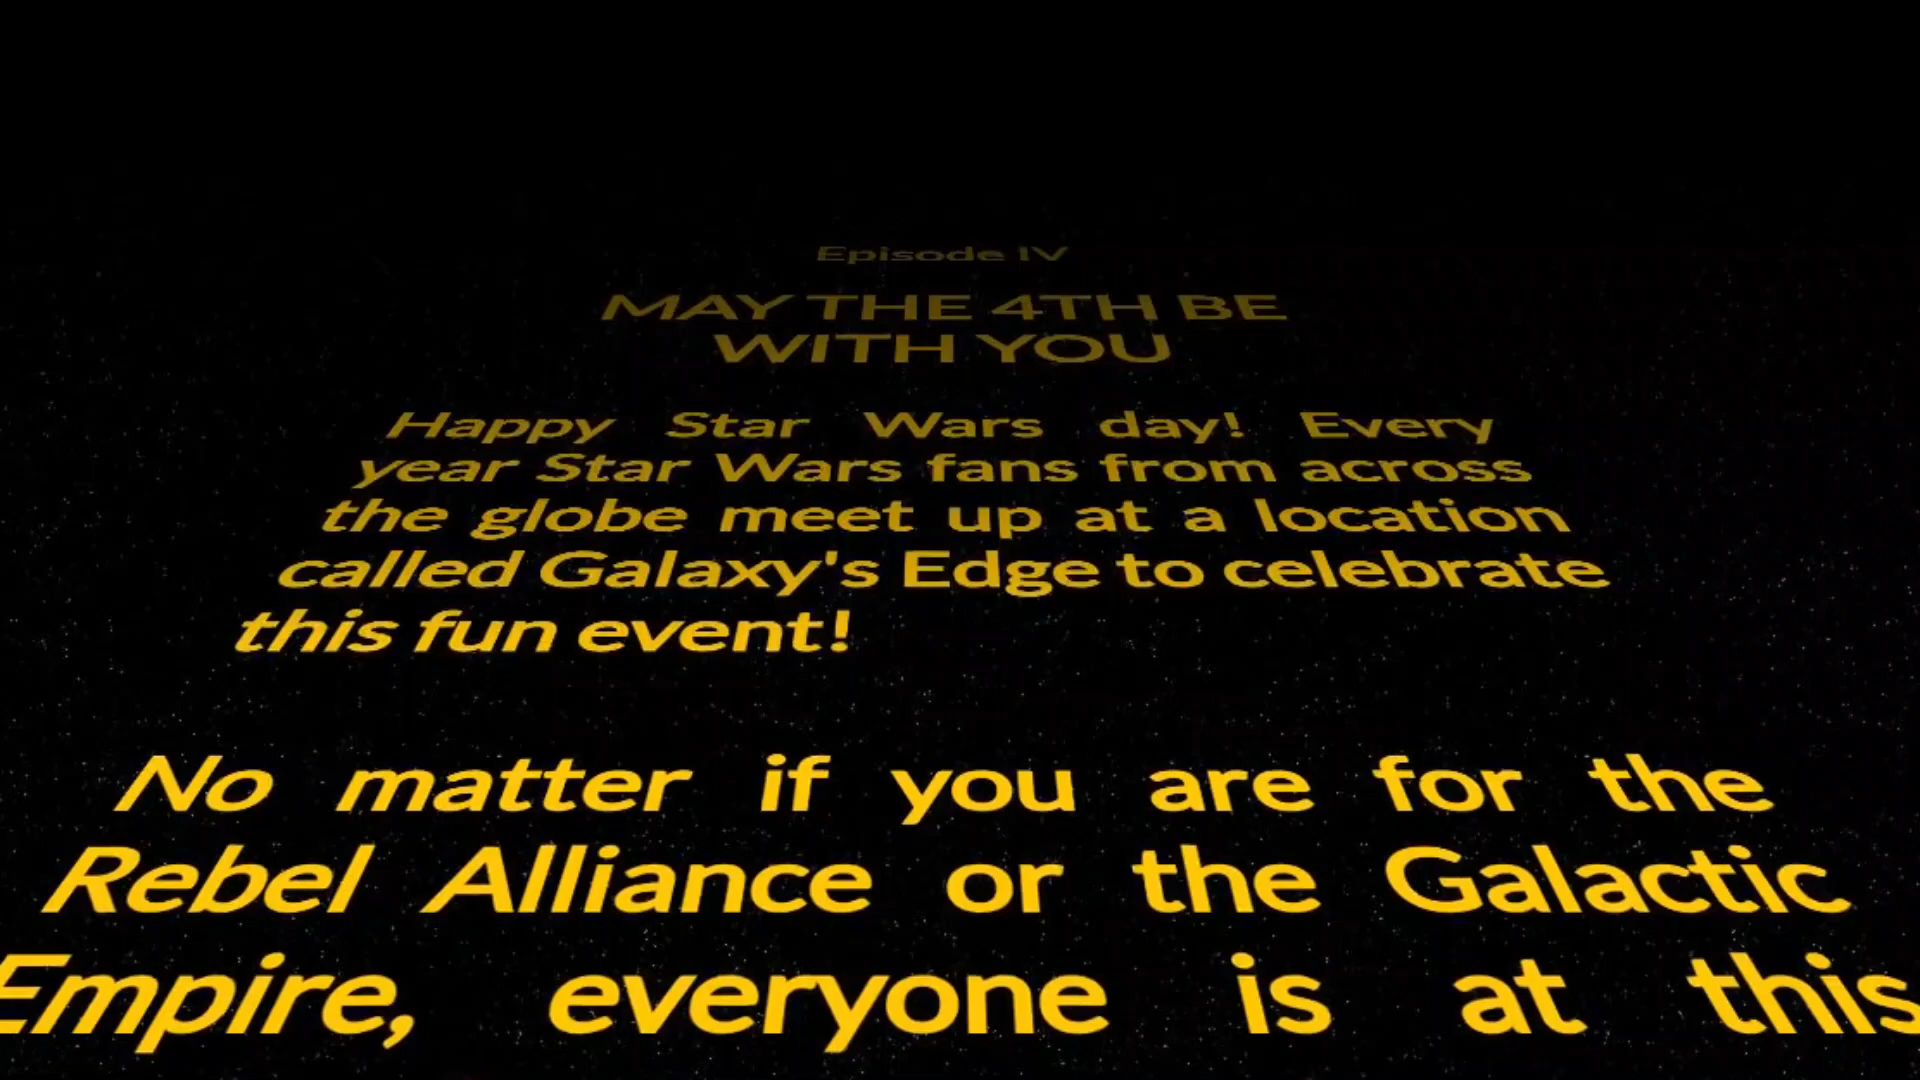 Episode IV
MAY THE 4TH BE
WITH YOU
Happy Star Wars day! Every
year Star Wars fans from across
the globe meet up at a location
called Galaxy's Edge to celebrate
this fun event!
No matter if you are for the
Rebel Alliance or the Galactic
Empire, everyone is at this